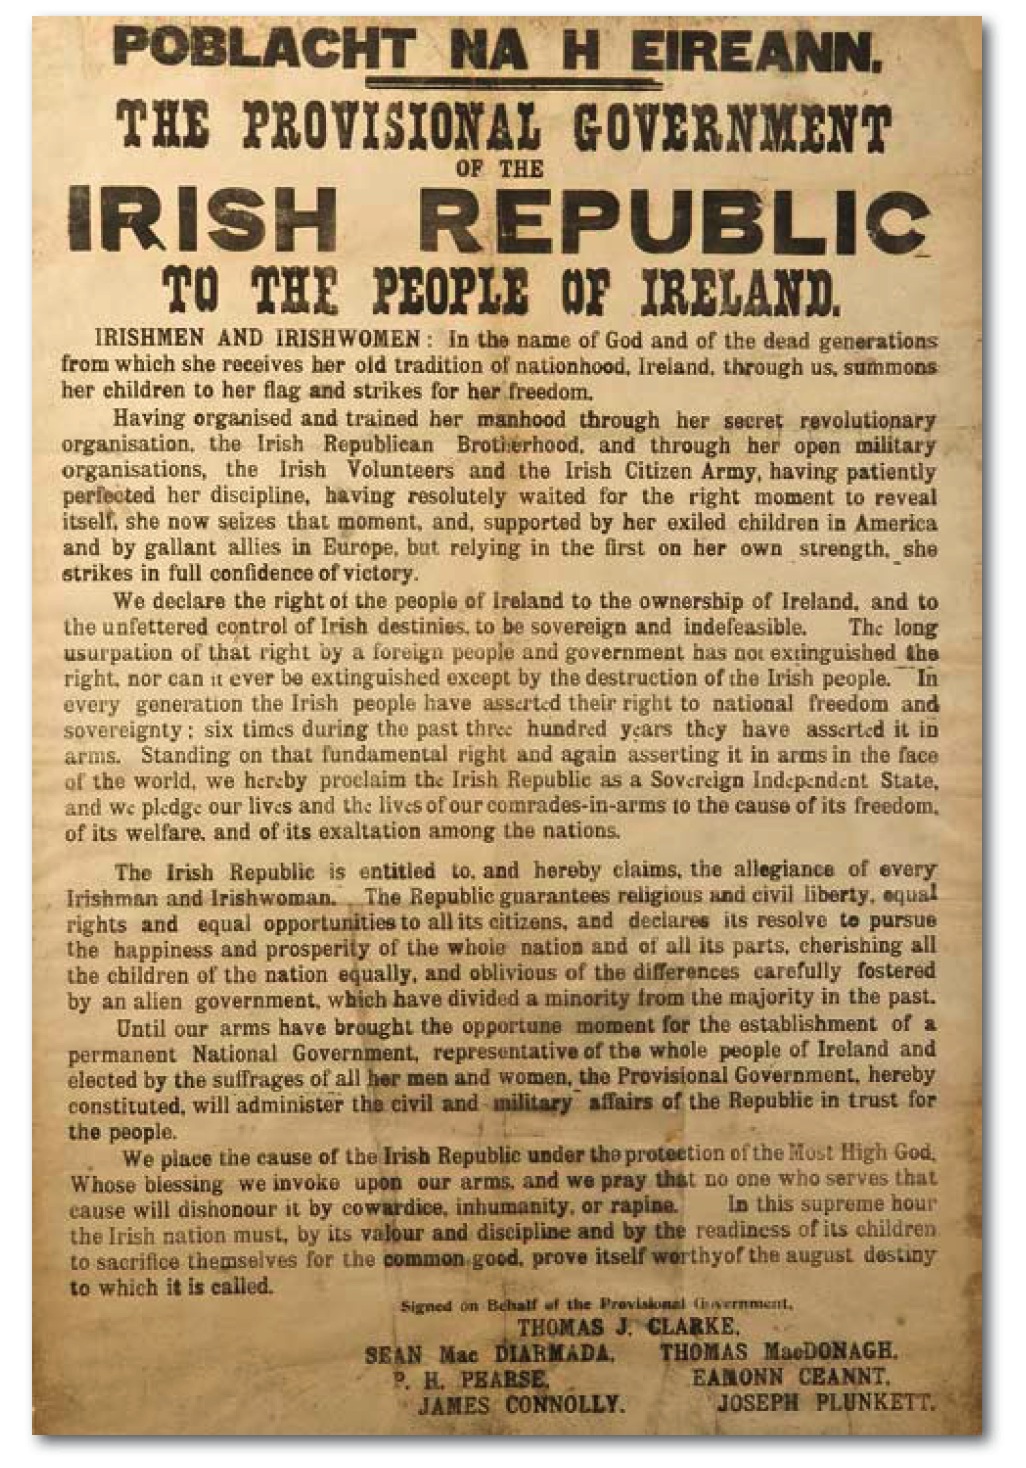 POBLACHT NA H EIREANN.
THE PROVISIONAL GOVERNMENT
OF THE
IRISH REPUBLIC
TO THE PEOPLE OF IRELAND.
IRISHMEN AND IRISHWOMEN : In the name of God and of the dead generations
from which she receives her old tradition of nationhood, Ireland, through us, summons
her children to her flag and strikes for her freedom.
Having organised and trained her manhood through her secret revolutionary
organisation, the Irish Republican Brotherhood, and through her open military
organisations, the Irish Volunteers and the Irish Citizen Army, having patiently
perfected her discipline, having resolutely waited for the right moment to reveal
itself, she now seizes that moment, and, supported by her exiled children in America
and by gallant allies in Europe, but relying in the first on her own strength, she
strikes in full confidence of victory.
We declare the right of the people of Ireland to the ownership of Ireland, and to
the unfettered control of Irish destinies, to be sovereign and indefeasible. The long
usurpation of that right by a foreign people and government has not extinguished the
right, nor can it ever be extinguished except by the destruction of the Irish people. In
every generation the Irish people have asserted their right to national freedom and
sovereignty ; six times during the past three hundred years they have asserted it in
arms. Standing on that fundamental right and again asserting it in arms in the face
of the world, we hereby proclaim the Irish Republic as a Sovereign Independent State,
and we pledge our lives and the lives of our comrades-in-arms to the cause of its freedom,
of its welfare, and of its exaltation among the nations.
The Irish Republic is entitled to, and hereby claims, the allegiance of every
Irishman and Irishwoman. The Republic guarantees religious and civil liberty, equal
rights and equal opportunities to all its citizens, and declares its resolve to pursue
the happiness and prosperity of the whole nation and of all its parts, cherishing all
the children of the nation equally, and oblivious of the differences carefully fostered
by an alien government, which have divided a minority from the majority in the past.
Until our arms have brought the opportune moment for the establishment of a
permanent National Government, representative of the whole people of Ireland and
elected by the suffrages of all her men and women, the Provisional Government, hereby
constituted, will administer the civil and military affairs of the Republic in trust for
the people.
We place the cause of the Irish Republic under the protection of the Most High God,
Whose blessing we invoke upon our arms, and we pray that no one who serves that
cause will dishonour it by cowardice, inhumanity, or rapine. In this supreme hour
the Irish nation must, by its valour and discipline and by the readiness of its children
to sacrifice themselves for the common good, prove itself worthy of the august destiny
to which it is called.
Signed on Behalf of the Provisional Government,
THOMAS J. CLARKE,
SEAN Mac DIARMADA, THOMAS MacDONAGH,
P. H. PEARSE, EAMONN CEANNT,
JAMES CONNOLLY. JOSEPH PLUNKETT.